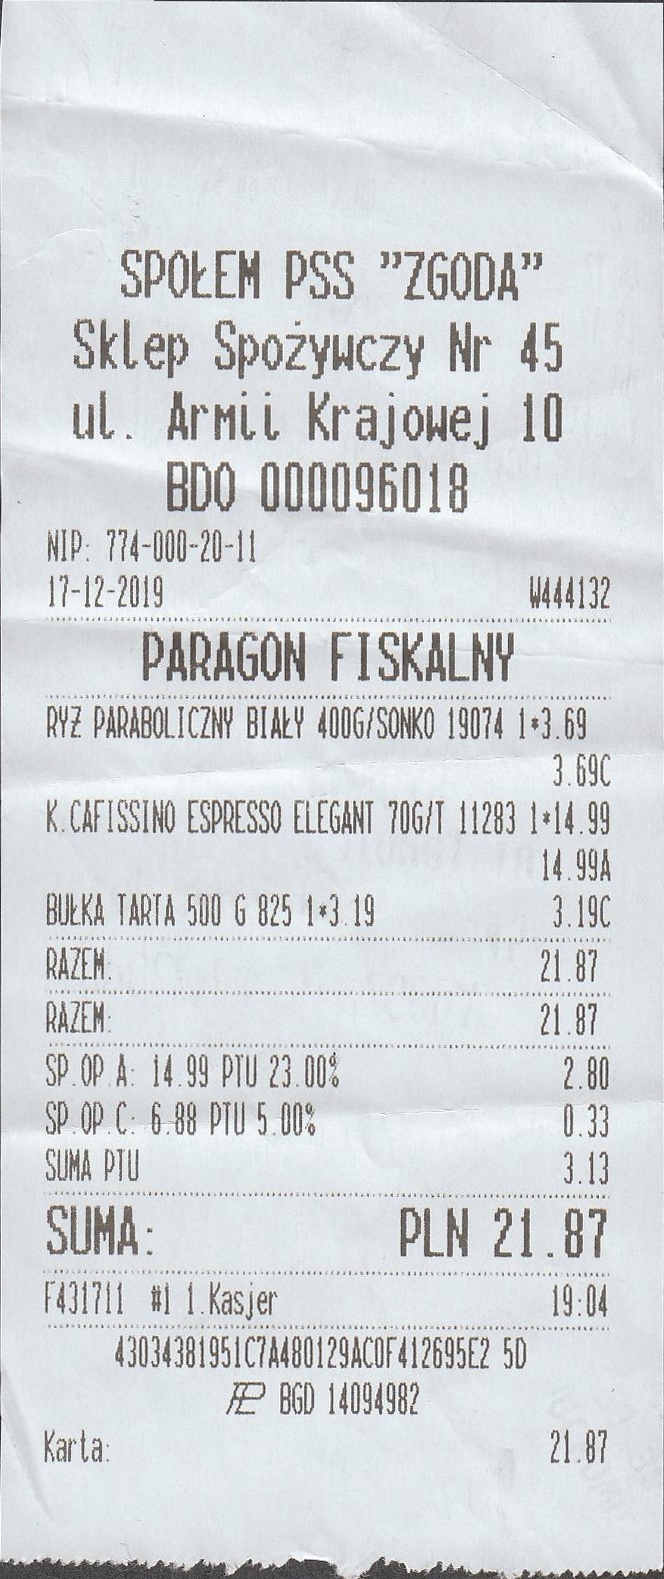 SPOŁEM PSS "ZGODA"
Sklep Spożywczy Nr 45
ul. Armii Krajowej 10
BDO 000096018
NIP: 774-000-20-11
17-12-2019 W444132
PARAGON FISKALNY
RYŻ PARABOLICZNY BIAŁY 400G/SONKO 19074 1*3.69
3.69C
K.CAFISSINO ESPRESSO ELEGANT 70G/T 11283 1*14.99
14.99A
BUŁKA TARTA 500 G 825 1*3.19 3.19C
RAZEM: 21.87
RAZEM: 21.87
SP.OP.A: 14.99 PTU 23.00% 2.80
SP.OP.C: 6.88 PTU 5.00% 0.33
SUMA PTU 3.13
SUMA: PLN 21.87
F431711 #1 1.Kasjer 19:04
43034381951C7A480129AC0F412695E2 5D
BGD 14094982
Karta: 21.87